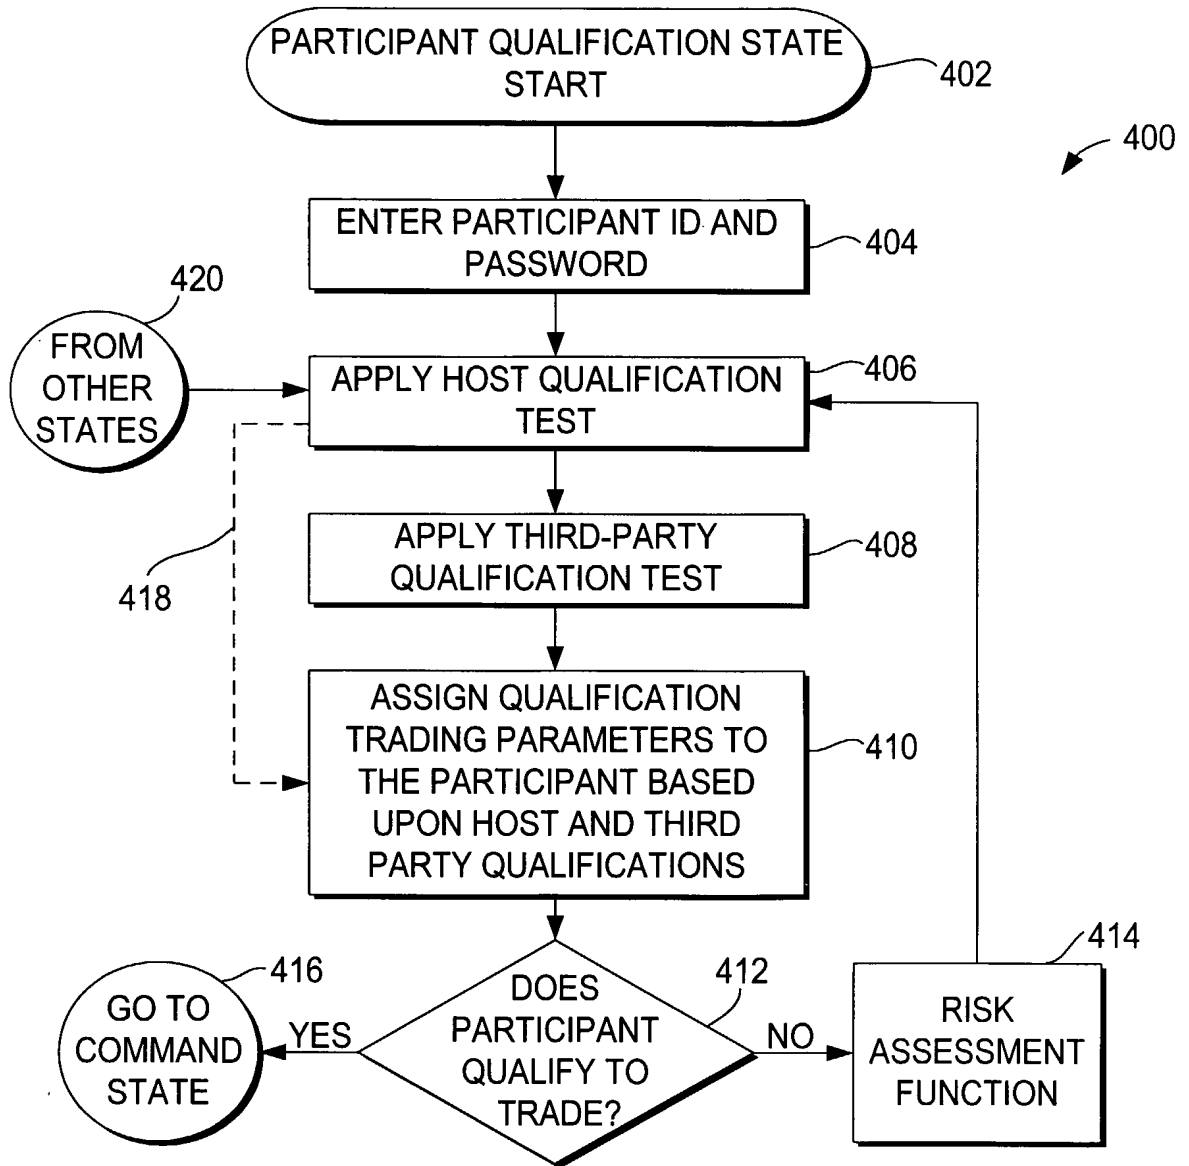 PARTICIPANT QUALIFICATION STATE
START
402
400
ENTER PARTICIPANT ID AND
PASSWORD
404
420
FROM
OTHER
STATES
APPLY HOST QUALIFICATION
TEST
406
APPLY THIRD-PARTY
QUALIFICATION TEST
408
418
ASSIGN QUALIFICATION
TRADING PARAMETERS TO
THE PARTICIPANT BASED
UPON HOST AND THIRD
PARTY QUALIFICATIONS
410
416
GO TO
COMMAND
STATE
YES
DOES
PARTICIPANT
QUALIFY TO
TRADE?
412
NO
414
RISK
ASSESSMENT
FUNCTION